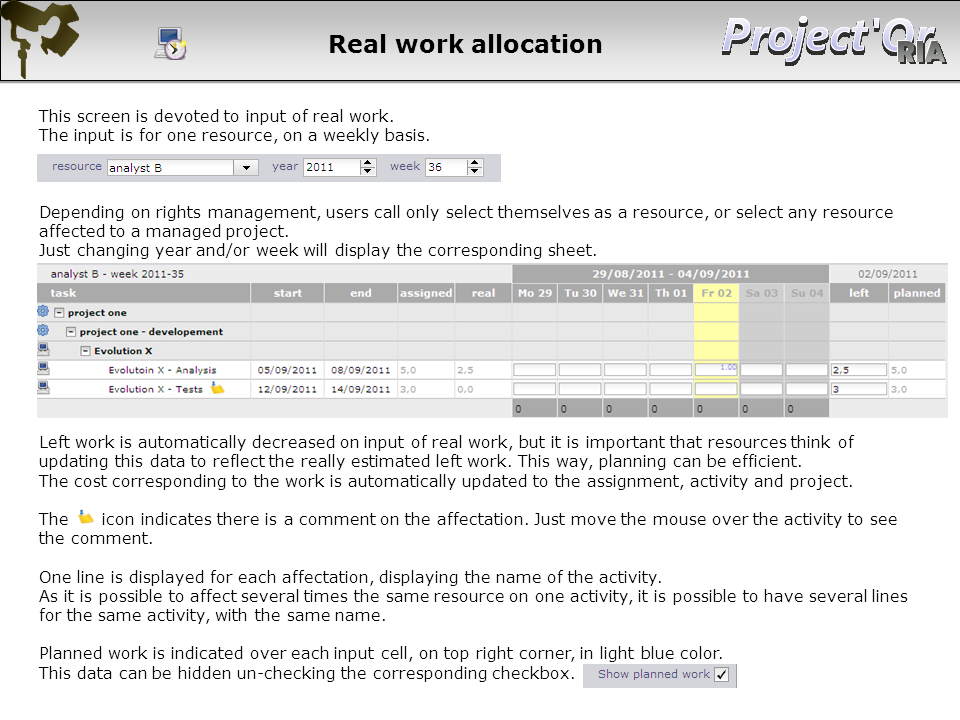 Real work allocation
Project'Or
RIA
This screen is devoted to input of real work.
The input is for one resource, on a weekly basis.
resource analyst B year 2011 week 36
Depending on rights management, users call only select themselves as a resource, or select any resource
affected to a managed project.
Just changing year and/or week will display the corresponding sheet.
analyst B - week 2011-35 29/08/2011 - 04/09/2011 02/09/2011
task start end assigned real Mo 29 Tu 30 We 31 Th 01 Fr 02 Sa 03 Su 04 left planned
project one
project one - developement
Evolution X
Evolutoin X - Analysis 05/09/2011 08/09/2011 5,0 2,5 1.00 2,5 5,0
Evolution X - Tests 12/09/2011 14/09/2011 3,0 0,0 3 3,0
0 0 0 0 0 0 0
Left work is automatically decreased on input of real work, but it is important that resources think of
updating this data to reflect the really estimated left work. This way, planning can be efficient.
The cost corresponding to the work is automatically updated to the assignment, activity and project.
The icon indicates there is a comment on the affectation. Just move the mouse over the activity to see
the comment.
One line is displayed for each affectation, displaying the name of the activity.
As it is possible to affect several times the same resource on one activity, it is possible to have several lines
for the same activity, with the same name.
Planned work is indicated over each input cell, on top right corner, in light blue color.
This data can be hidden un-checking the corresponding checkbox. Show planned work